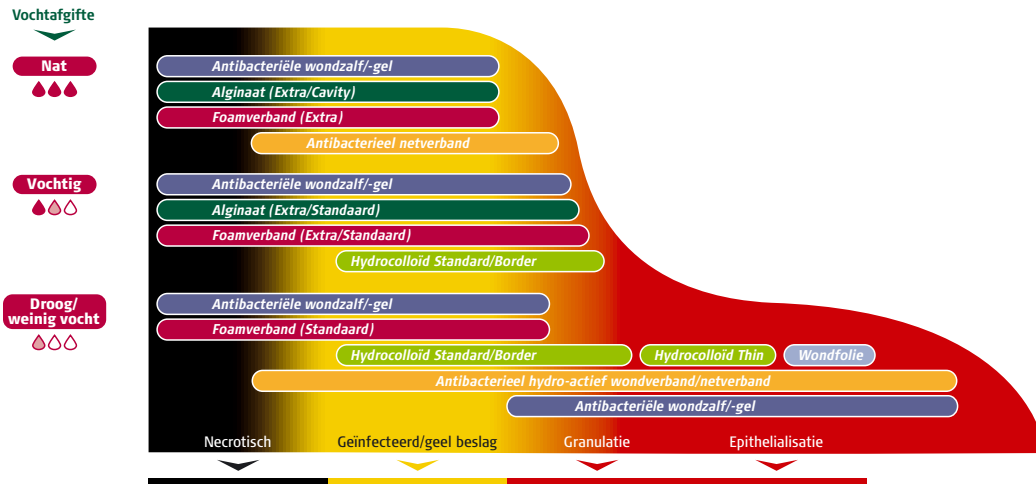 Vochtafgifte
Nat
Antibacteriële wondzalf/-gel
Alginaat (Extra/Cavity)
Foamverband (Extra)
Antibacterieel netverband
Vochtig
Antibacteriële wondzalf/-gel
Alginaat (Extra/Standaard)
Foamverband (Extra/Standaard)
Hydrocolloïd Standard/Border
Droog/
weinig vocht
Antibacteriële wondzalf/-gel
Foamverband (Standaard)
Hydrocolloïd Standard/Border Hydrocolloïd Thin Wondfolie
Antibacterieel hydro-actief wondverband/netverband
Antibacteriële wondzalf/-gel
Necrotisch Geïnfecteerd/geel beslag Granulatie Epithelialisatie